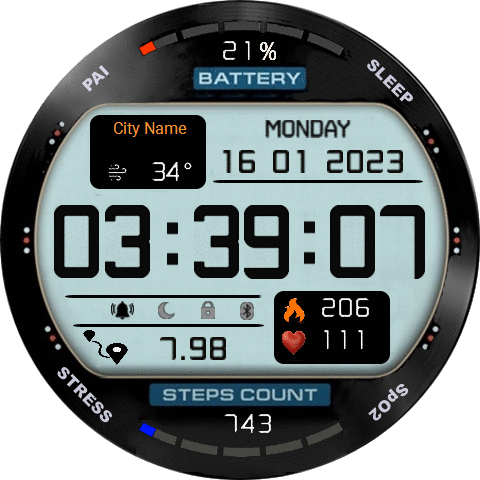 21%
BATTERY
PAI
SLEEP
City Name
34°
MONDAY
16 01 2023
03:39:07
206
111
7.98
STRESS
SpO2
STEPS COUNT
743